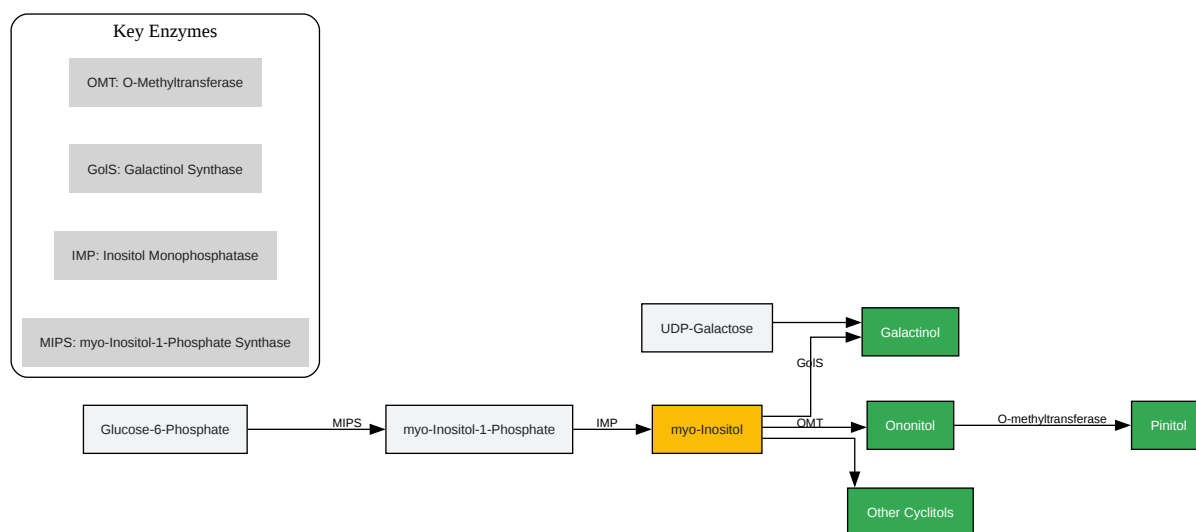 Key Enzymes
OMT: O-Methyltransferase
GolS: Galactinol Synthase
IMP: Inositol Monophosphatase
MIPS: myo-Inositol-1-Phosphate Synthase
UDP-Galactose
Galactinol
GolS
Glucose-6-Phosphate
MIPS
myo-Inositol-1-Phosphate
IMP
myo-Inositol
OMT
Ononitol
O-methyltransferase
Pinitol
Other Cyclitols